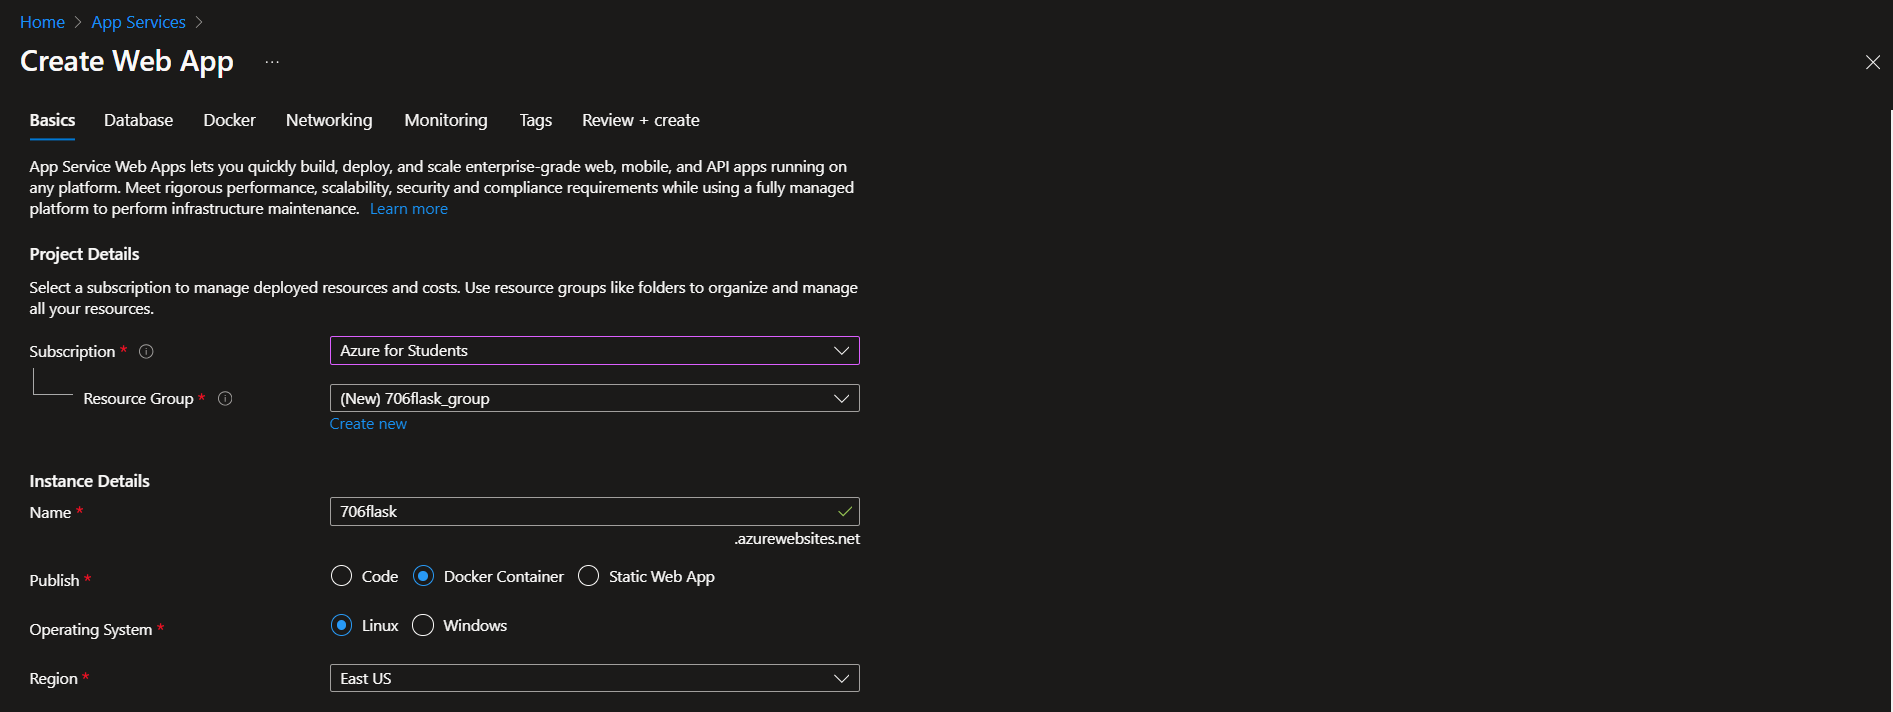 Home > App Services >
Create Web App ...
Basics Database Docker Networking Monitoring Tags Review + create
App Service Web Apps lets you quickly build, deploy, and scale enterprise-grade web, mobile, and API apps running on
any platform. Meet rigorous performance, scalability, security and compliance requirements while using a fully managed
platform to perform infrastructure maintenance. Learn more
Project Details
Select a subscription to manage deployed resources and costs. Use resource groups like folders to organize and manage
all your resources.
Subscription * Azure for Students
Resource Group * (New) 706flask_group
Create new
Instance Details
Name * 706flask
.azurewebsites.net
Publish * Code Docker Container Static Web App
Operating System * Linux Windows
Region * East US